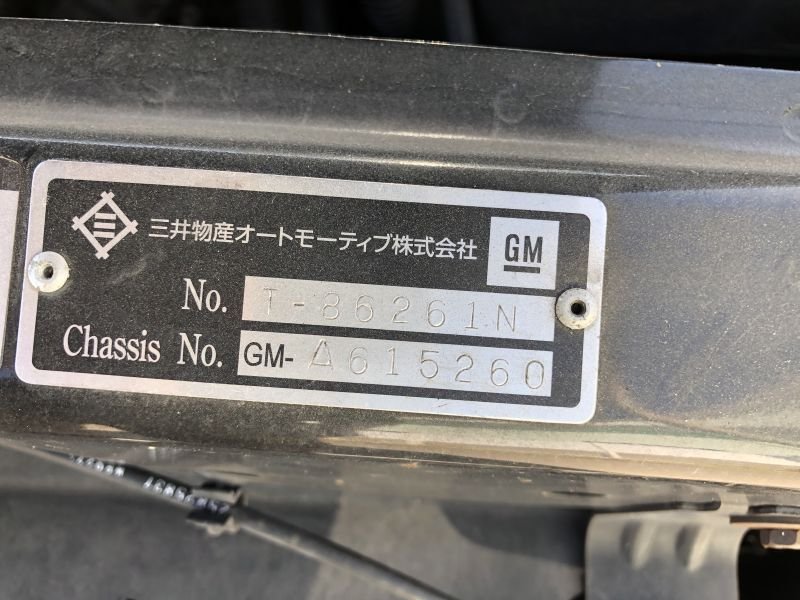 三井物産オートモーティブ株式会社 GM
No. T-86261N
Chassis No. GM-A615260